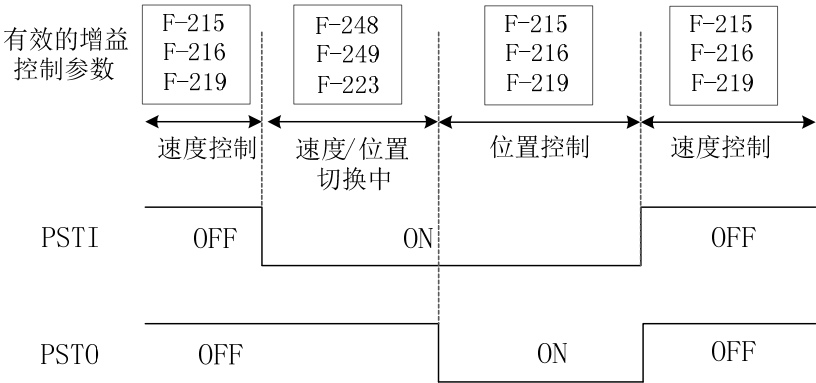 有效的增益
控制参数
F-215
F-216
F-219
F-248
F-249
F-223
F-215
F-216
F-219
F-215
F-216
F-219
速度控制
速度/位置
切换中
位置控制
速度控制
PSTI
OFF
ON
OFF
PSTO
OFF
ON
OFF